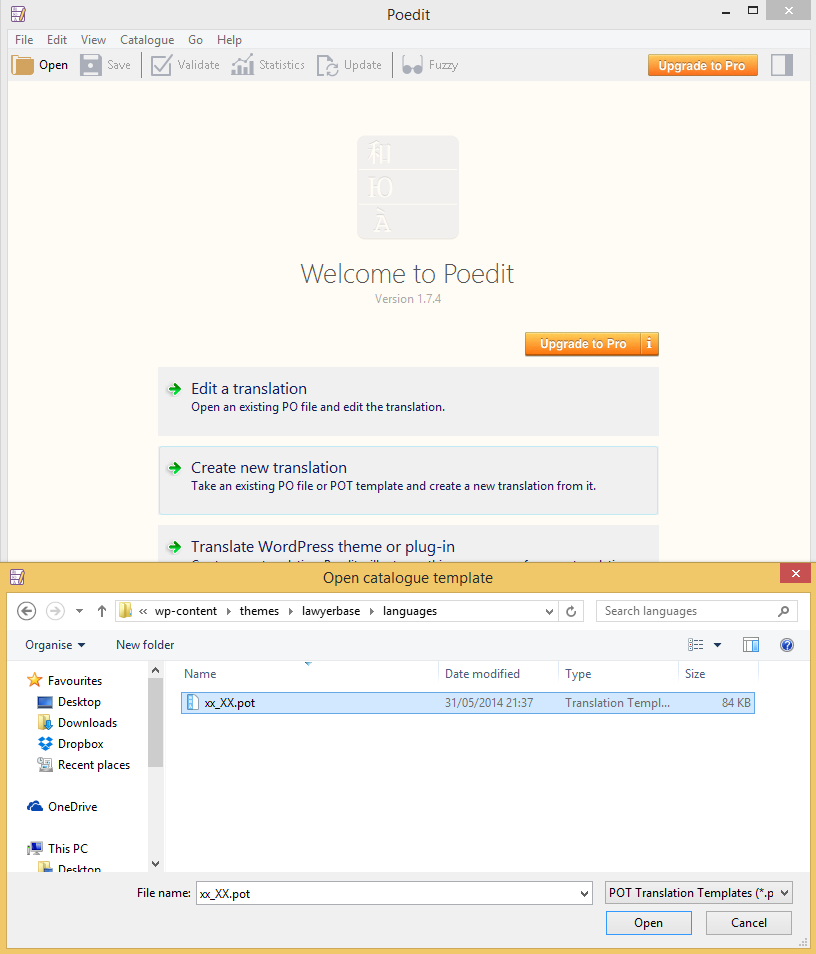 Poedit
File Edit View Catalogue Go Help
Open Save Validate Statistics Update Fuzzy Upgrade to Pro
和
Ю
À
Welcome to Poedit
Version 1.7.4
Upgrade to Pro i
Edit a translation
Open an existing PO file and edit the translation.
Create new translation
Take an existing PO file or POT template and create a new translation from it.
Translate WordPress theme or plug-in
Open catalogue template
« wp-content themes lawyerbase languages Search languages
Organise New folder
Name Date modified Type Size
Favourites
xx_XX.pot 31/05/2014 21:37 Translation Templ... 84 KB
Desktop
Downloads
Dropbox
Recent places
OneDrive
This PC
Desktop
File name: xx_XX.pot POT Translation Templates (*.p
Open Cancel